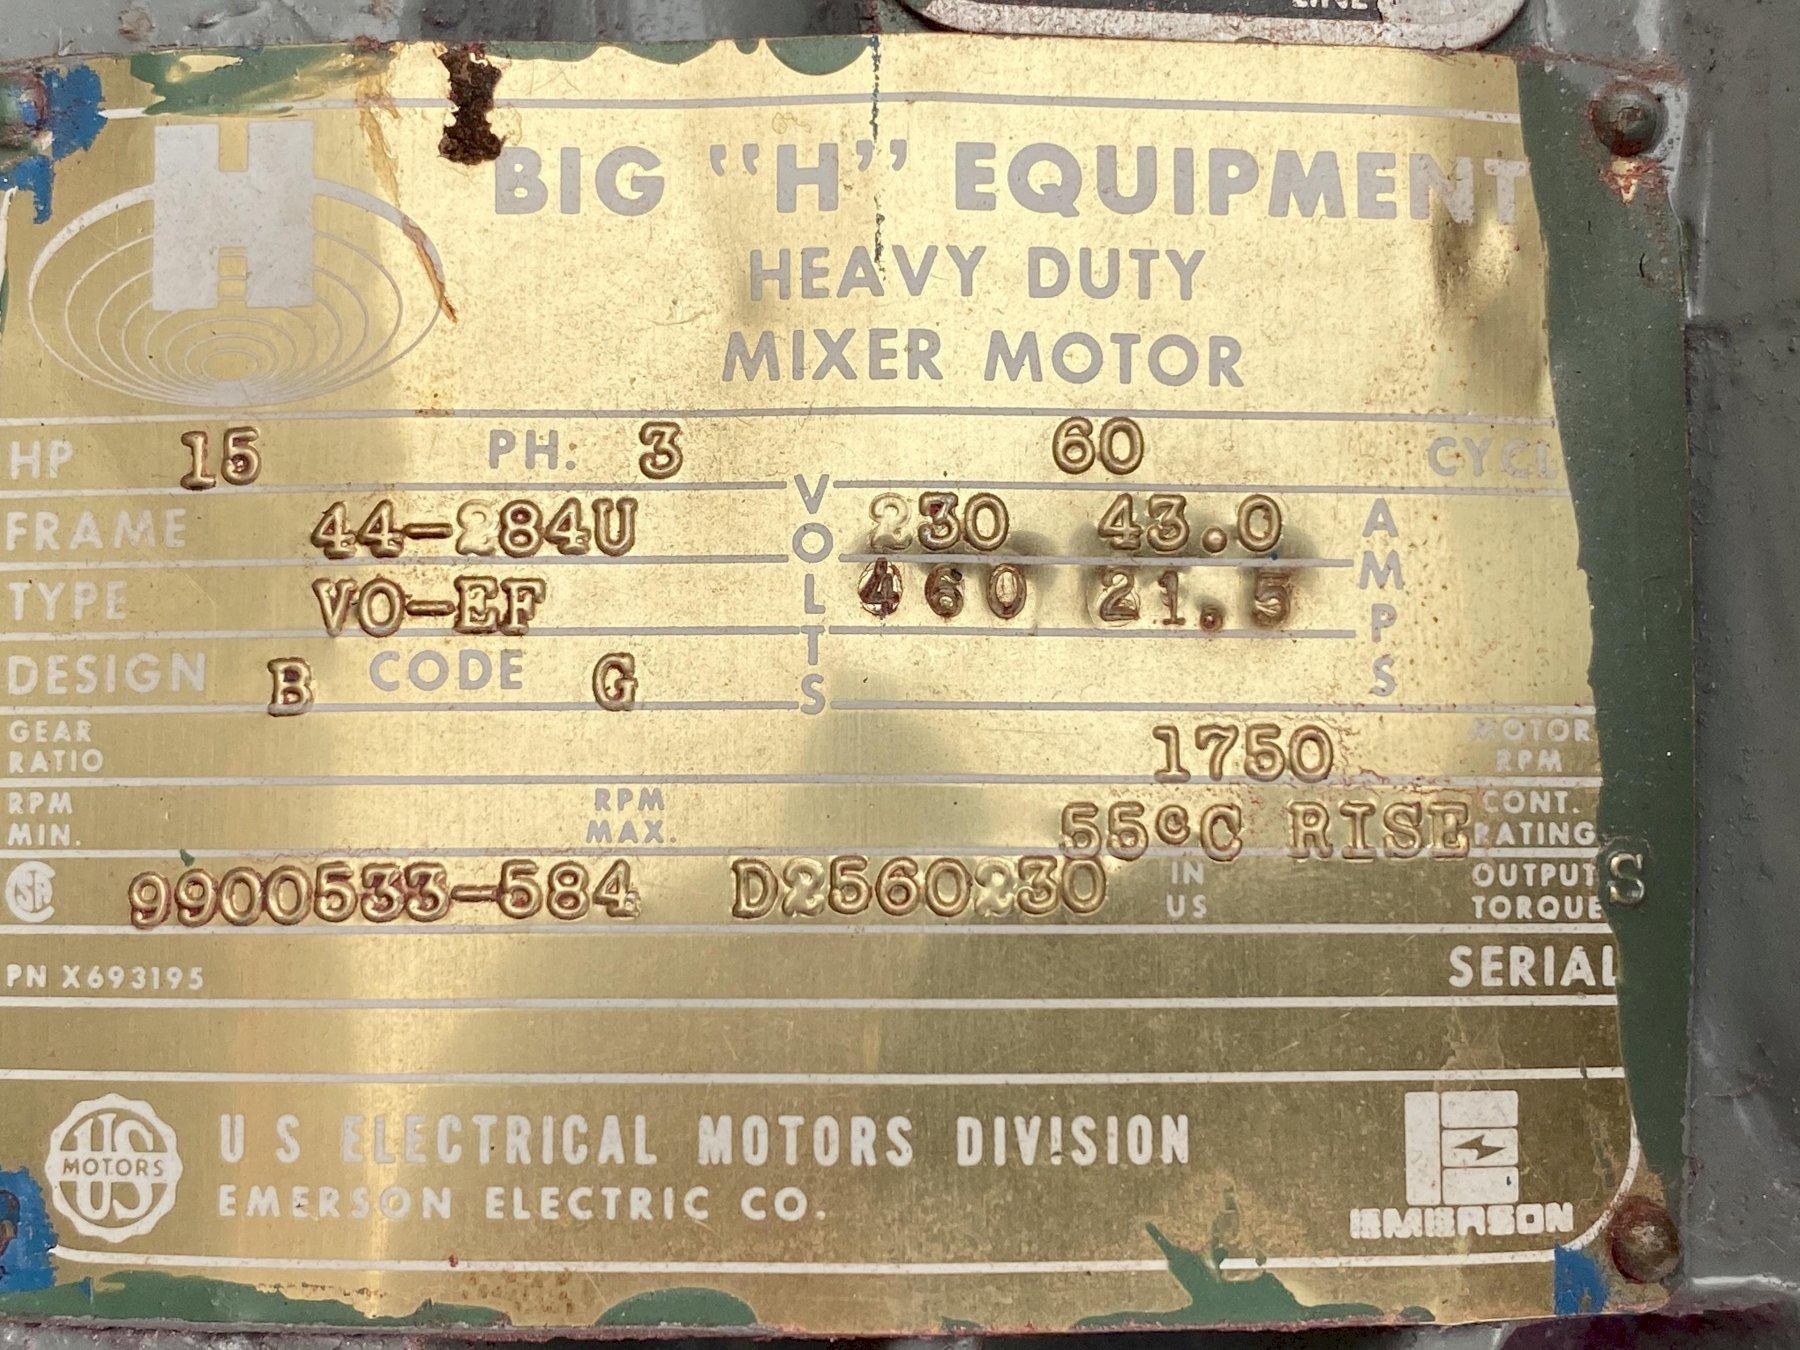 H
BIG "H" EQUIPMENT
HEAVY DUTY
MIXER MOTOR
HP 15 PH. 3 60 CYCL
FRAME 44-284U VOLTS 230 43.0 AMPS
TYPE VO-EF 460 21.5
DESIGN B CODE G
GEAR RATIO 1750 MOTOR RPM
RPM MIN. RPM MAX. 55°C RISE CONT. RATING
9900533-584 D2560230 IN US OUTPUT TORQUE S
PN X693195 SERIAL
US MOTORS
U S ELECTRICAL MOTORS DIVISION
EMERSON ELECTRIC CO.
EMERSON